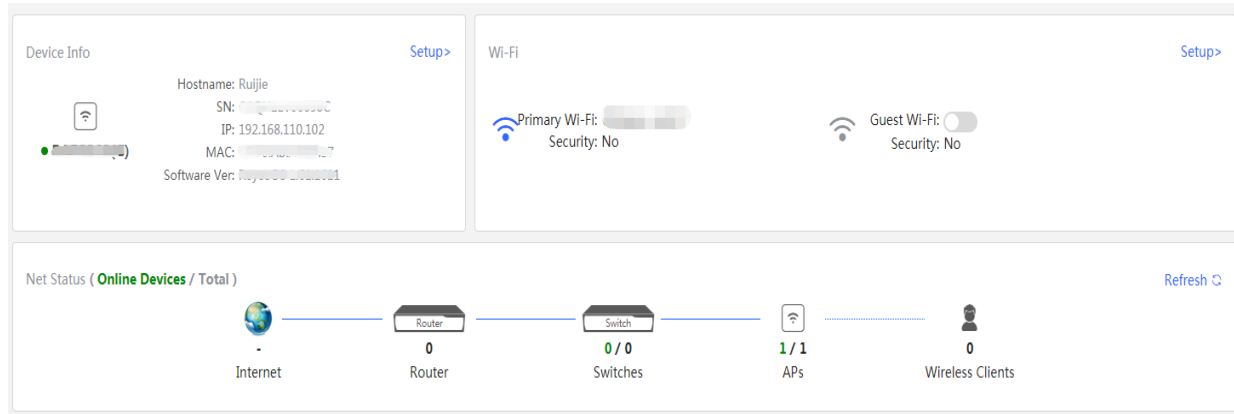 Device Info
Setup>
Hostname: Ruijie
SN:
IP: 192.168.110.102
MAC:
Software Ver:
Wi-Fi
Setup>
Primary Wi-Fi:
Security: No
Guest Wi-Fi:
Security: No
Net Status ( Online Devices / Total )
Refresh
Router
Switch
-
0
0 / 0
1 / 1
0
Internet
Router
Switches
APs
Wireless Clients